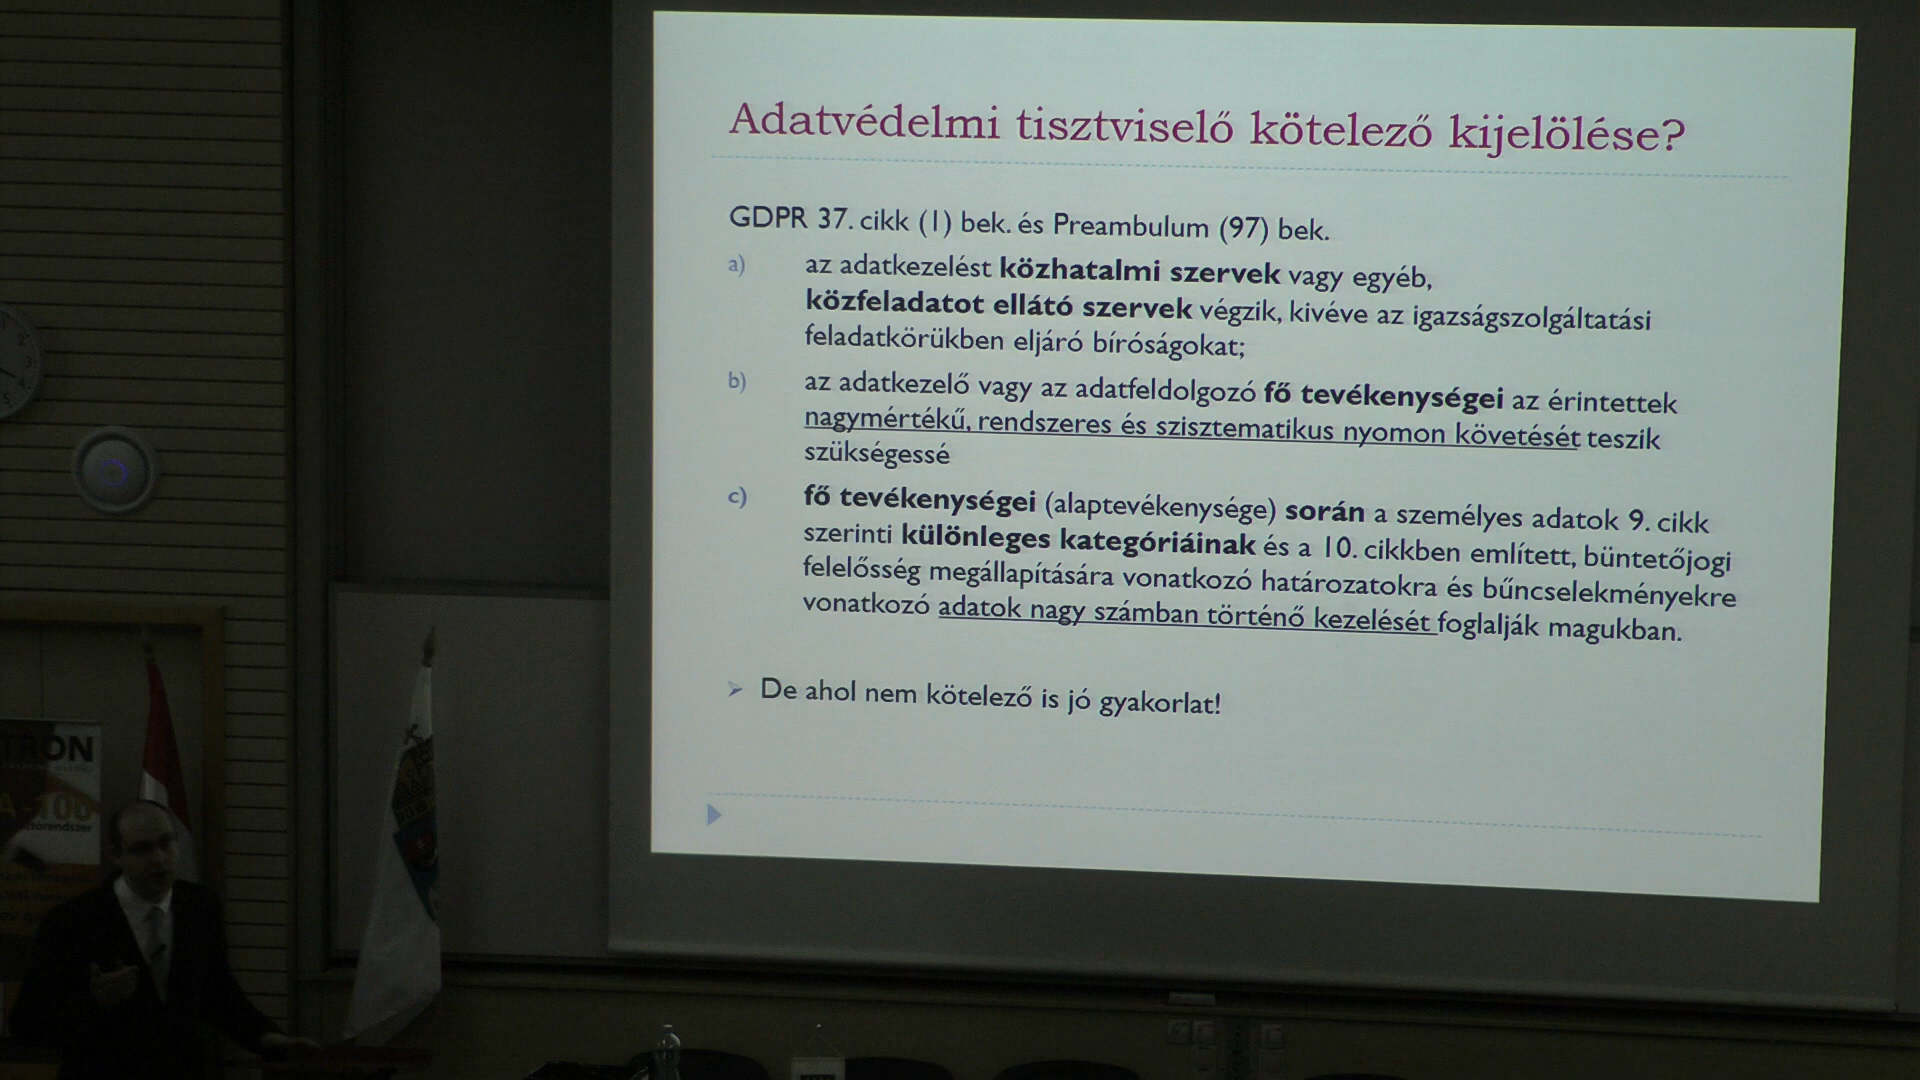 Adatvédelmi tisztviselő kötelező kijelölése?
GDPR 37. cikk (1) bek. és Preambulum (97) bek.
a) az adatkezelést közhatalmi szervek vagy egyéb,
közfeladatot ellátó szervek végzik, kivéve az igazságszolgáltatási
feladatkörükben eljáró bíróságokat;
b) az adatkezelő vagy az adatfeldolgozó fő tevékenységei az érintettek
nagymértékű, rendszeres és szisztematikus nyomon követését teszik
szükségessé
c) fő tevékenységei (alaptevékenysége) során a személyes adatok 9. cikk
szerinti különleges kategóriáinak és a 10. cikkben említett, büntetőjogi
felelősség megállapítására vonatkozó határozatokra és bűncselekményekre
vonatkozó adatok nagy számban történő kezelését foglalják magukban.
De ahol nem kötelező is jó gyakorlat!
TRON